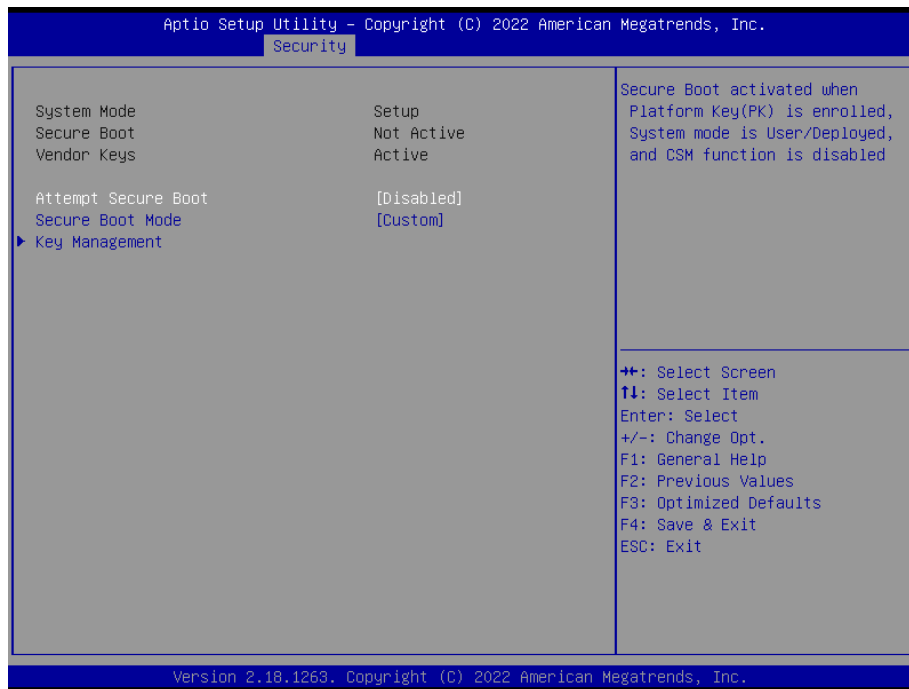 Aptio Setup Utility – Copyright (C) 2022 American Megatrends, Inc.
Security
System Mode Setup
Secure Boot Not Active
Vendor Keys Active
Attempt Secure Boot [Disabled]
Secure Boot Mode [Custom]
Key Management
Secure Boot activated when
Platform Key(PK) is enrolled,
System mode is User/Deployed,
and CSM function is disabled
→←: Select Screen
↑↓: Select Item
Enter: Select
+/-: Change Opt.
F1: General Help
F2: Previous Values
F3: Optimized Defaults
F4: Save & Exit
ESC: Exit
Version 2.18.1263. Copyright (C) 2022 American Megatrends, Inc.